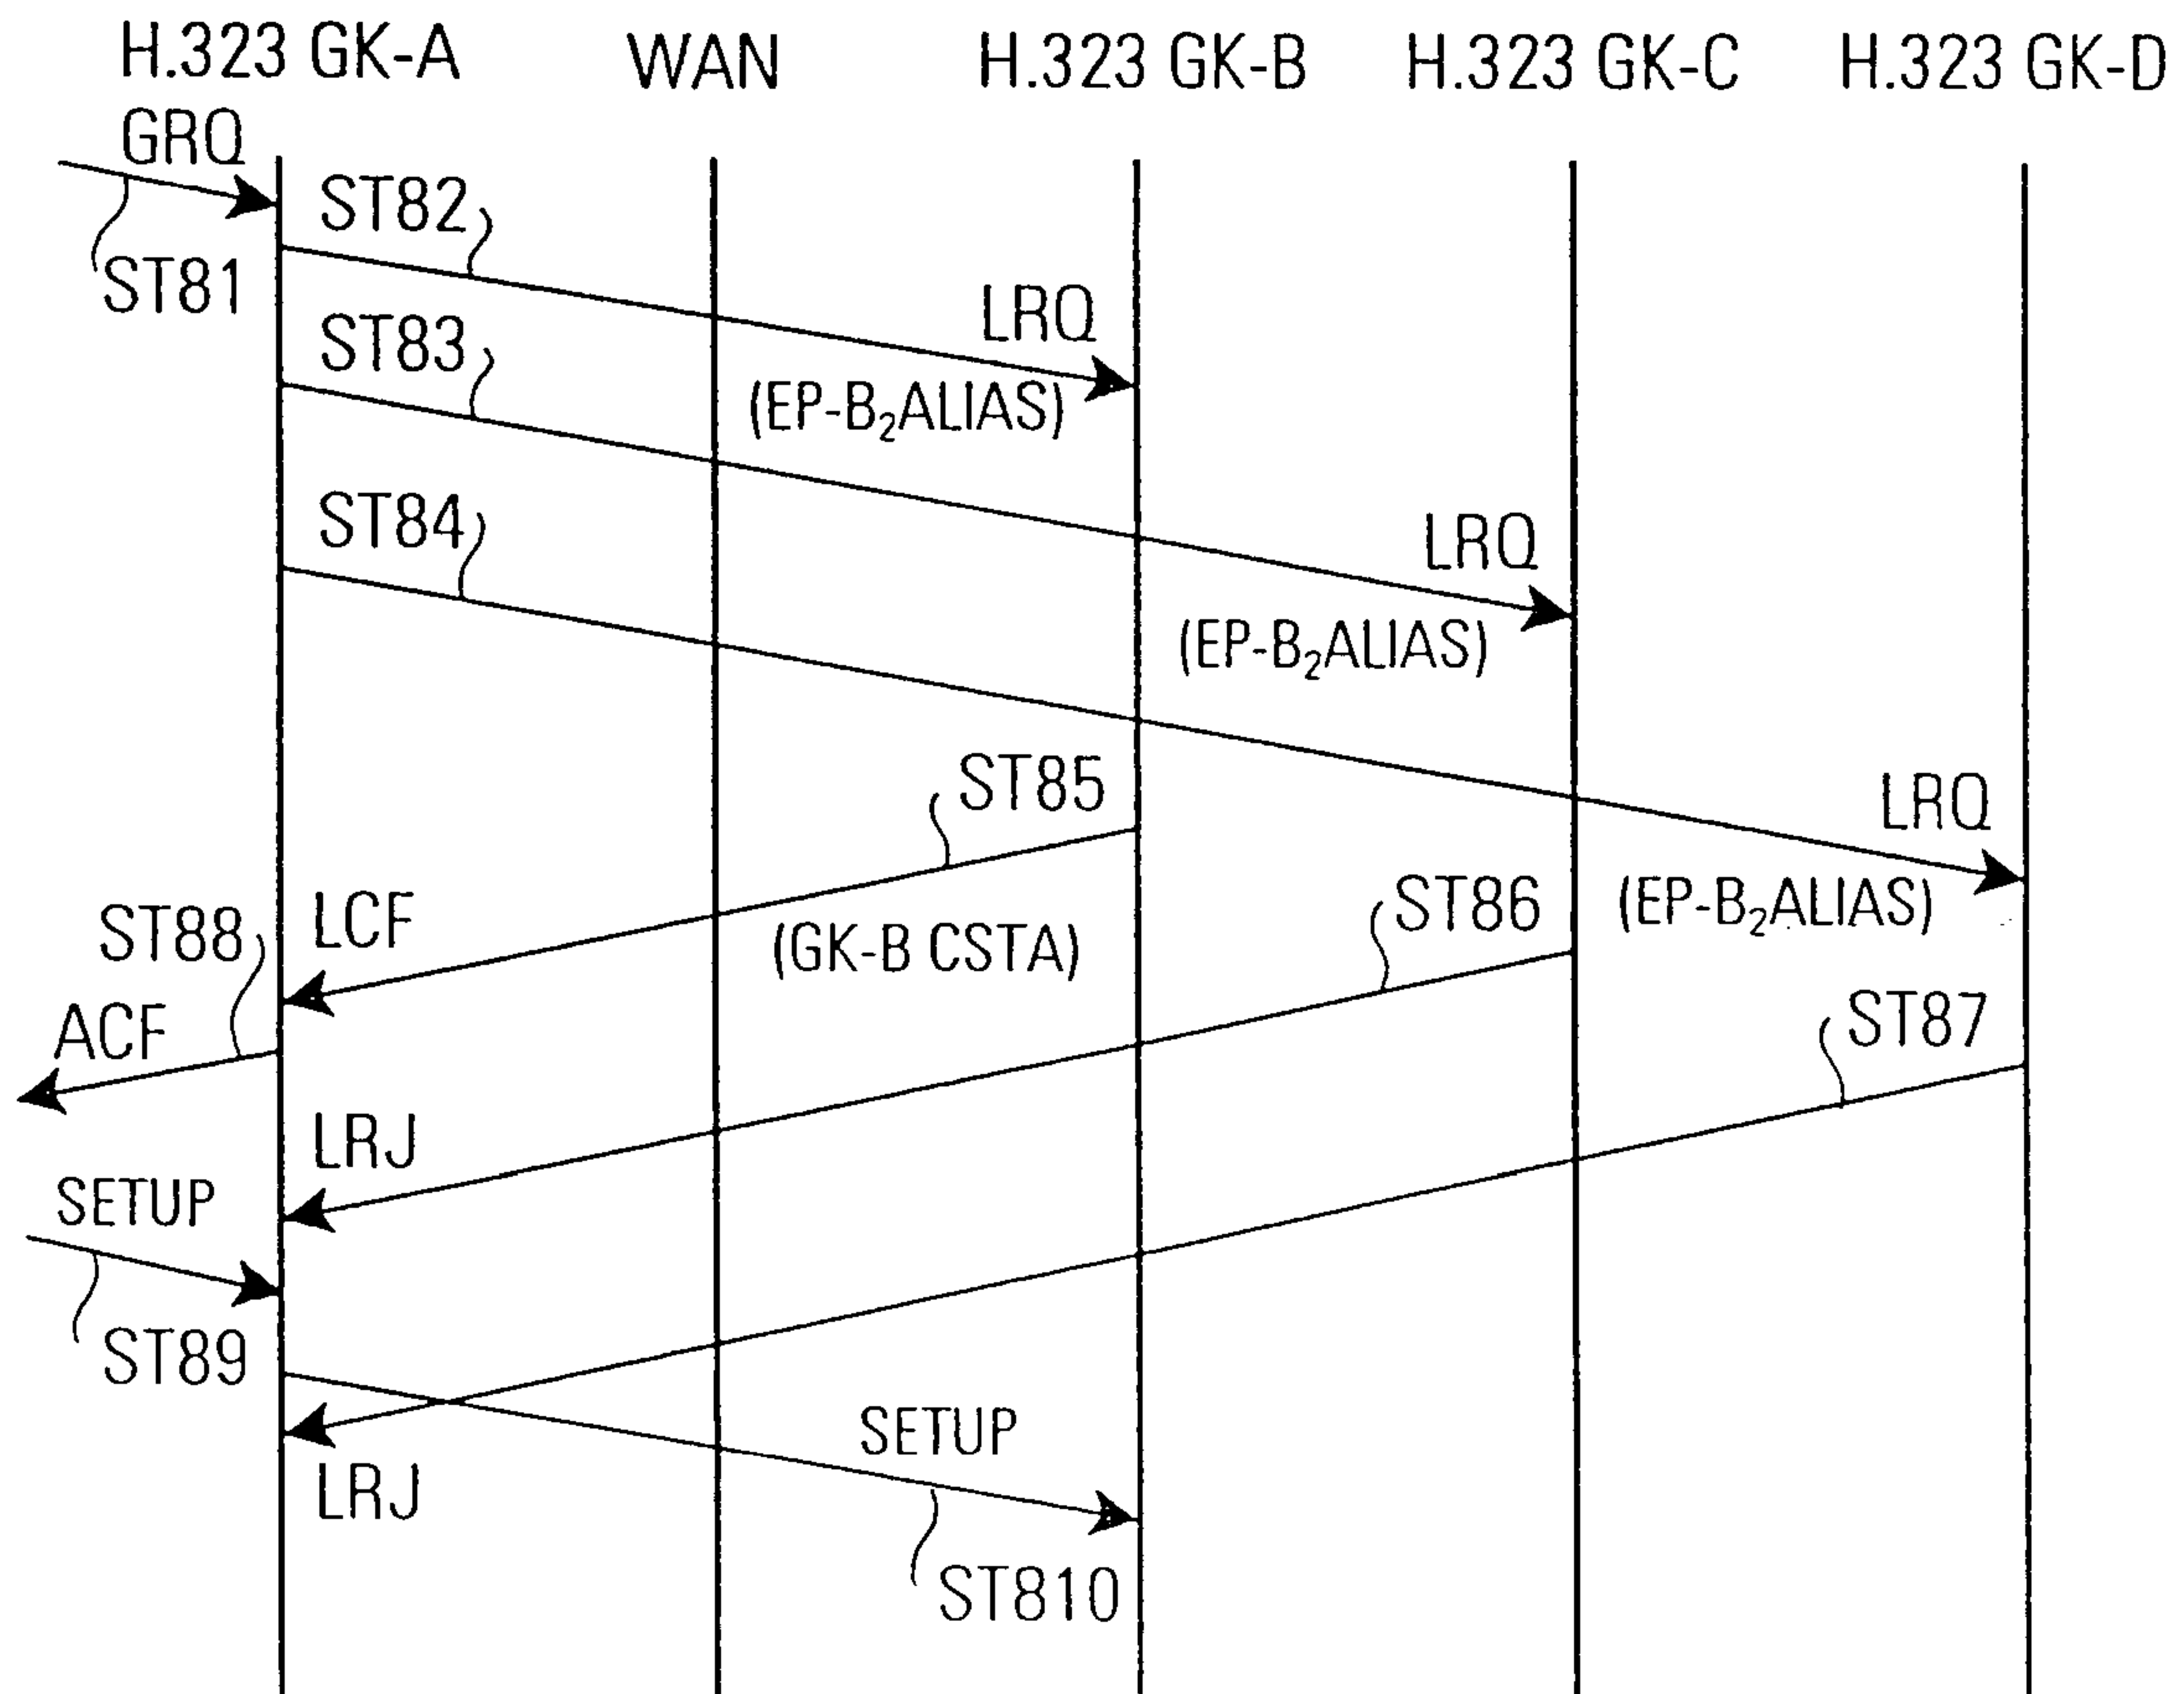 H.323 GK-A WAN H.323 GK-B H.323 GK-C H.323 GK-D
GRQ
ST82
ST81
LRQ
ST83
(EP-B₂ALIAS)
ST84
LRQ
(EP-B₂ALIAS)
ST85
LRQ
ST86
(EP-B₂ALIAS)
LCF
ST88
(GK-B CSTA)
ST87
ACF
LRJ
SETUP
ST89
SETUP
LRJ
ST810